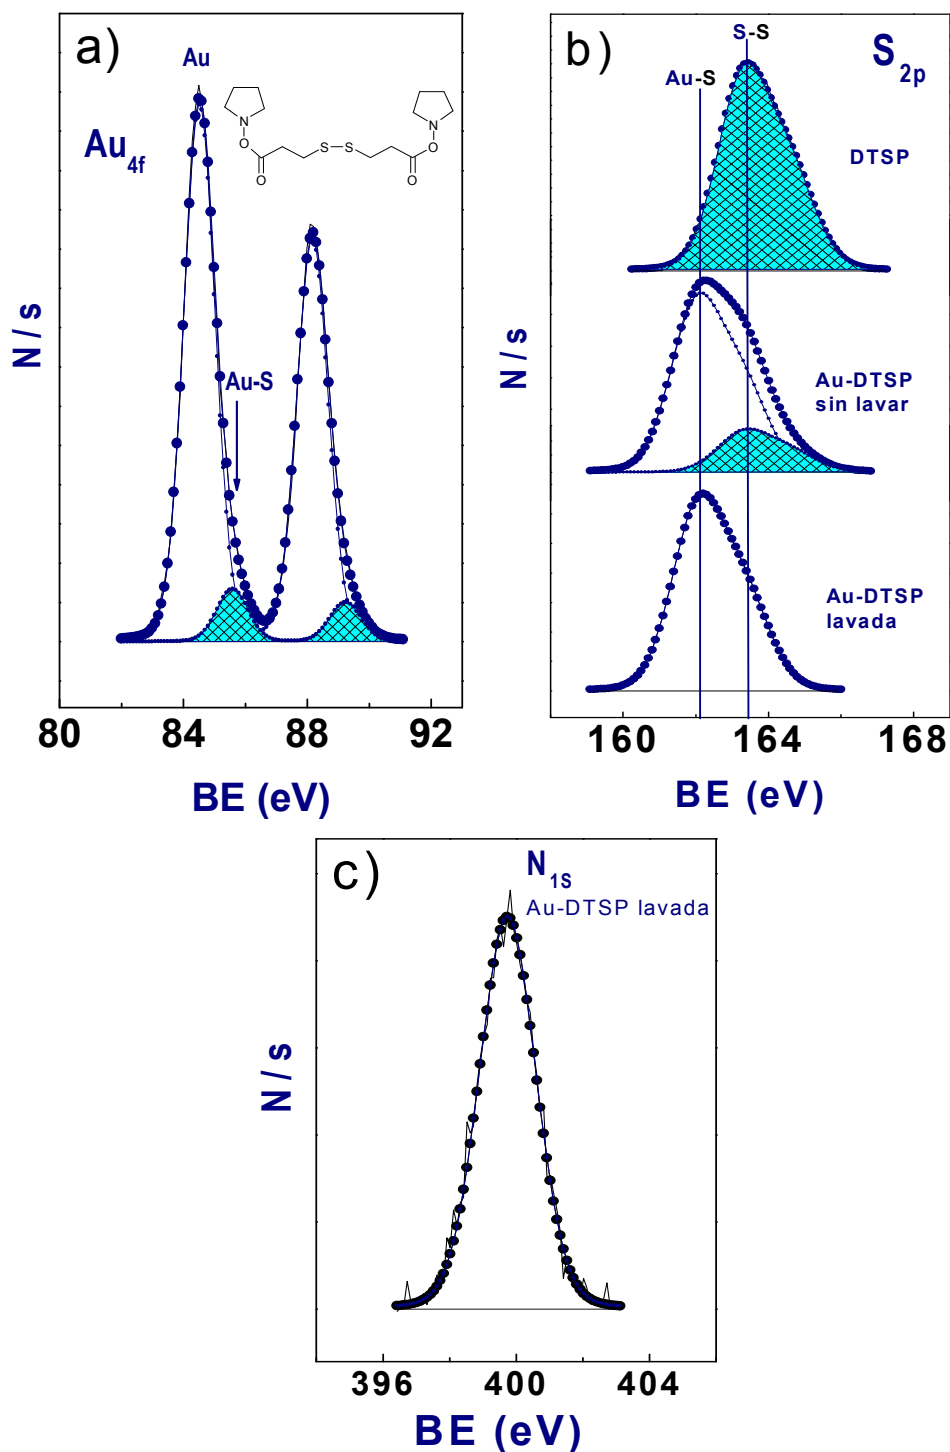 a)
Au
Au4f
N
O
O
S-S
N
O
O
Au-S
N/s
80 84 88 92
BE (eV)
b)
S-S
S2p
Au-S
DTSP
Au-DTSP
sin lavar
Au-DTSP
lavada
N/s
160 164 168
BE (eV)
c)
N1S
Au-DTSP lavada
N/s
396 400 404
BE (eV)